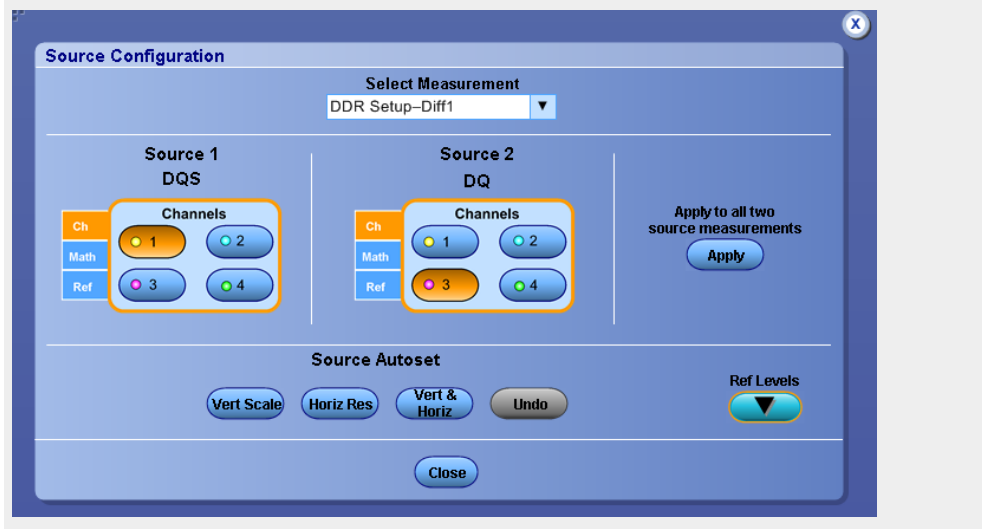 X
Source Configuration
Select Measurement
DDR Setup–Diff1
Source 1
DQS
Ch
Math
Ref
Channels
1
2
3
4
Source 2
DQ
Ch
Math
Ref
Channels
1
2
3
4
Apply to all two
source measurements
Apply
Source Autoset
Vert Scale
Horiz Res
Vert &
Horiz
Undo
Ref Levels
Close